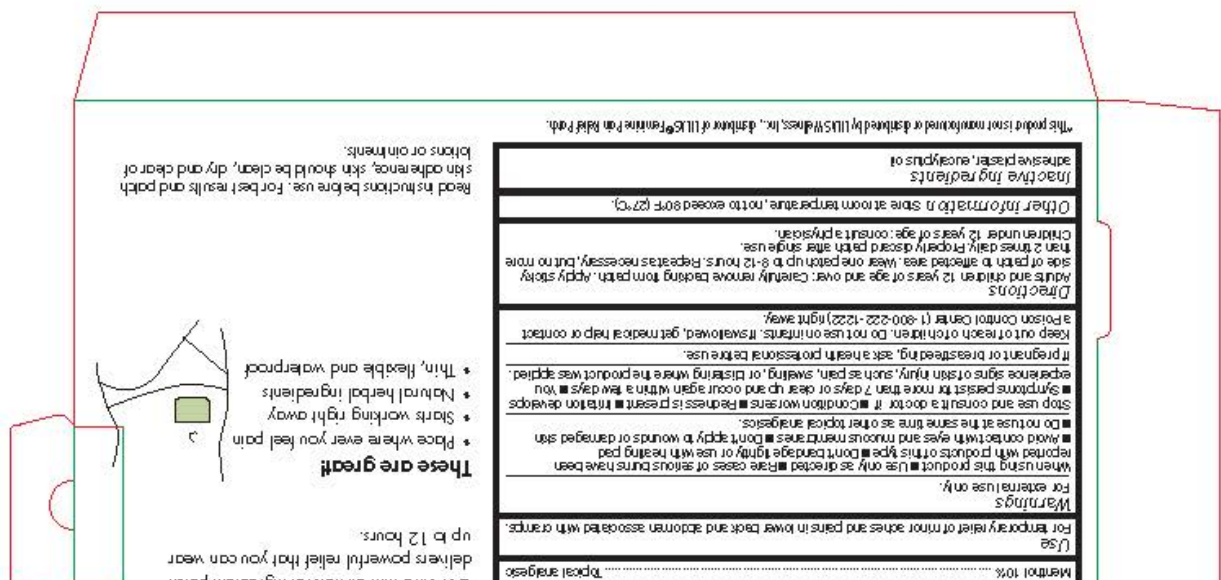 Menthol 10% ........ Topical analgesic
Use
For temporary relief of minor aches and pains in lower back and abdomen associated with cramps.
Warnings
For external use only.
When using this product ■ Use only as directed ■ Rare cases of serious burns have been
reported with products of this type ■ Don't bandage tightly or use with heating pad
■ Avoid contact with eyes and mucous membranes ■ Don't apply to wounds or damaged skin
■ Do not use at the same time as other topical analgesics.
Stop use and consult a doctor if ■ Condition worsens ■ Redness is present ■ Irritation develops
■ Symptoms persist for more than 7 days or clear up and occur again within a few days ■ You
experience signs of skin injury, such as pain, swelling, or blistering where the product was applied.
If pregnant or breastfeeding, ask a health professional before use.
Keep out of reach of children. Do not use on infants. If swallowed, get medical help or contact
a Poison Control Center (1-800-222-1222) right away.
Directions
Adults and children 12 years of age and over: Carefully remove backing from patch. Apply sticky
side of patch to affected area. Wear one patch up to 8-12 hours. Repeat as necessary, but no more
than 2 times daily. Properly discard patch after single use.
Children under 12 years of age: consult a physician.
Other information Store at room temperature, not to exceed 80°F (27°C).
Inactive ingredients
adhesive plaster, eucalyptus oil
*This product is not manufactured or distributed by LILIUS Wellness, Inc., distributor of LILIUS® Feminine Pain Relief Patch.
delivers powerful relief that you can wear
up to 12 hours.
These are great!
• Place where ever you feel pain
• Starts working right away
• Natural herbal ingredients
• Thin, flexible and waterproof
Read instructions before use. For best results and patch
skin adherence, skin should be clean, dry and clear of
lotions or ointments.